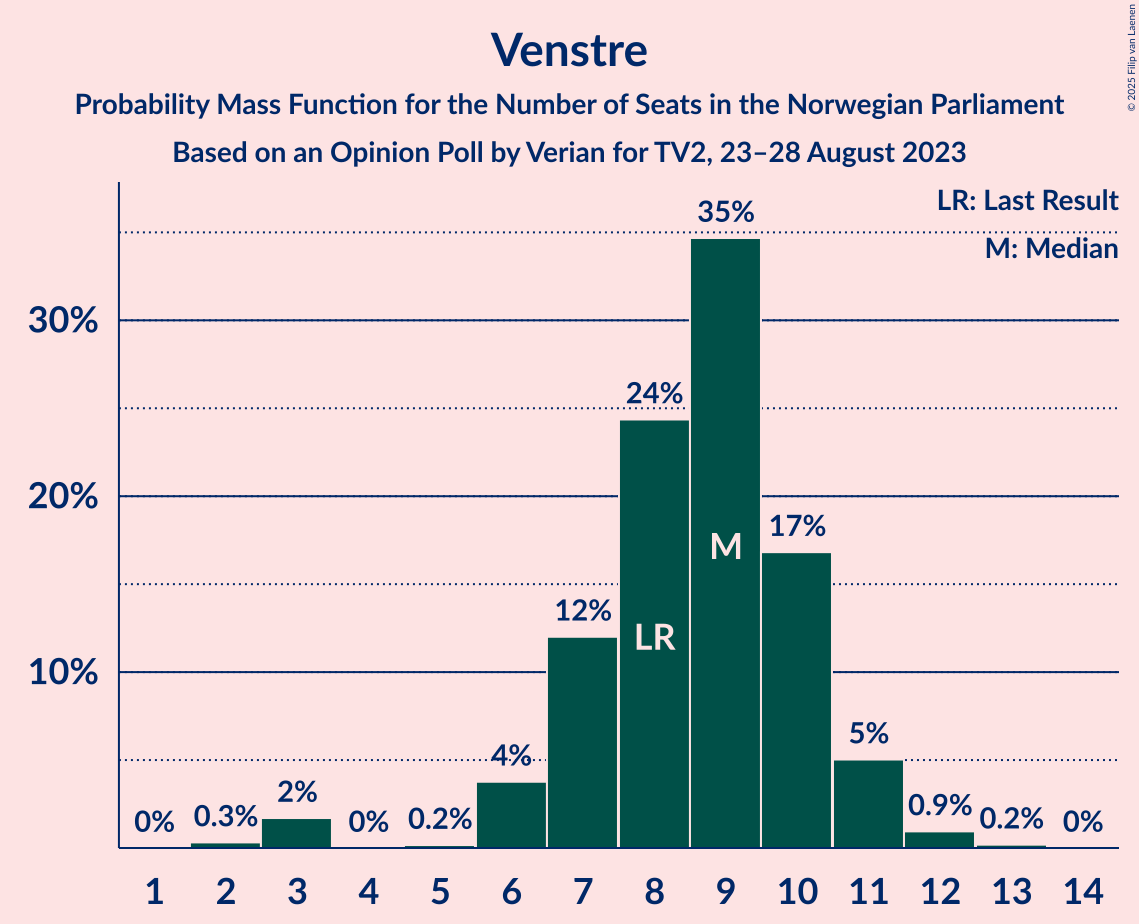 Venstre
Probability Mass Function for the Number of Seats in the Norwegian Parliament
Based on an Opinion Poll by Verian for TV2, 23–28 August 2023
© 2025 Filip van Laenen
LR: Last Result
M: Median
35%
30%
24%
20%
17%
M
12%
LR
10%
5%
4%
2%
0% 0.3% 0% 0.2% 0.9% 0.2% 0%
1 2 3 4 5 6 7 8 9 10 11 12 13 14